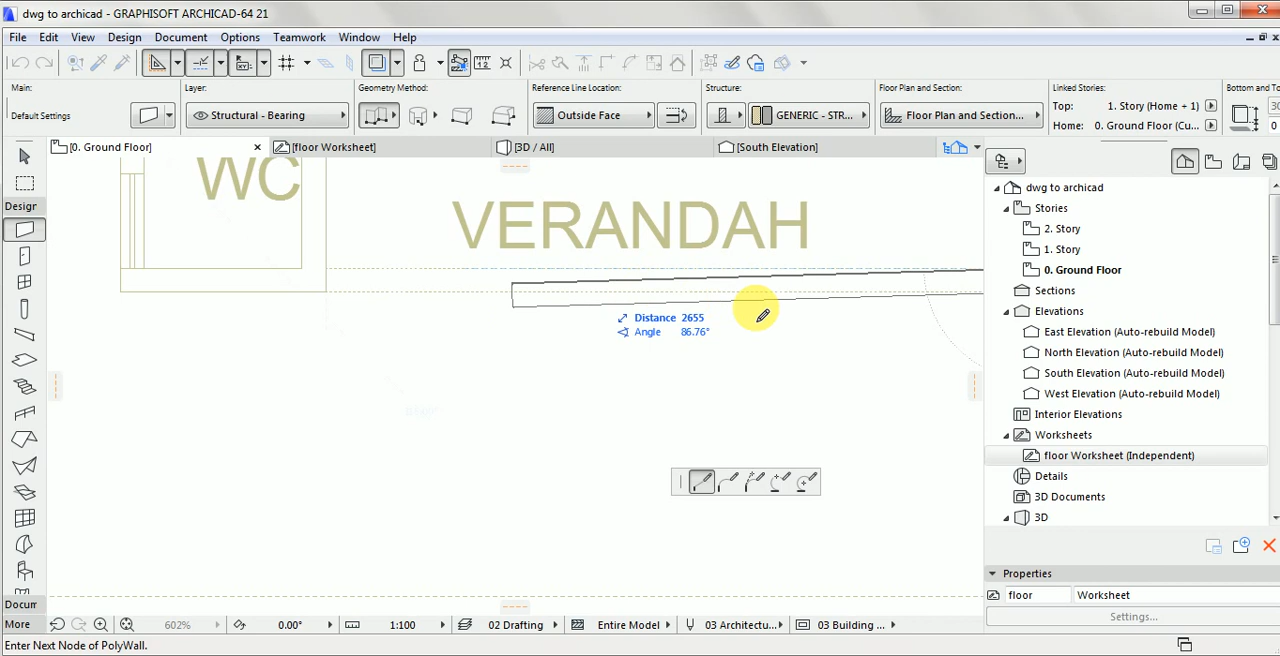 dwg to archicad - GRAPHISOFT ARCHICAD-64 21
File Edit View Design Document Options Teamwork Window Help
Main: Layer: Geometry Method: Reference Line Location: Structure: Floor Plan and Section: Linked Stories: Bottom and To
Default Settings Structural - Bearing Outside Face GENERIC - STR... Floor Plan and Section... Top: 1. Story (Home + 1)
Home: 0. Ground Floor (Cu...
[0. Ground Floor] [floor Worksheet] [3D / All] [South Elevation]
Design
WC
VERANDAH
Distance 2655
Angle 86.76°
dwg to archicad
Stories
2. Story
1. Story
0. Ground Floor
Sections
Elevations
East Elevation (Auto-rebuild Model)
North Elevation (Auto-rebuild Model)
South Elevation (Auto-rebuild Model)
West Elevation (Auto-rebuild Model)
Interior Elevations
Worksheets
floor Worksheet (Independent)
Details
3D Documents
3D
Properties
floor Worksheet
Settings...
Docum
More 602% 0.00° 1:100 02 Drafting Entire Model 03 Architectu... 03 Building ...
Enter Next Node of PolyWall.